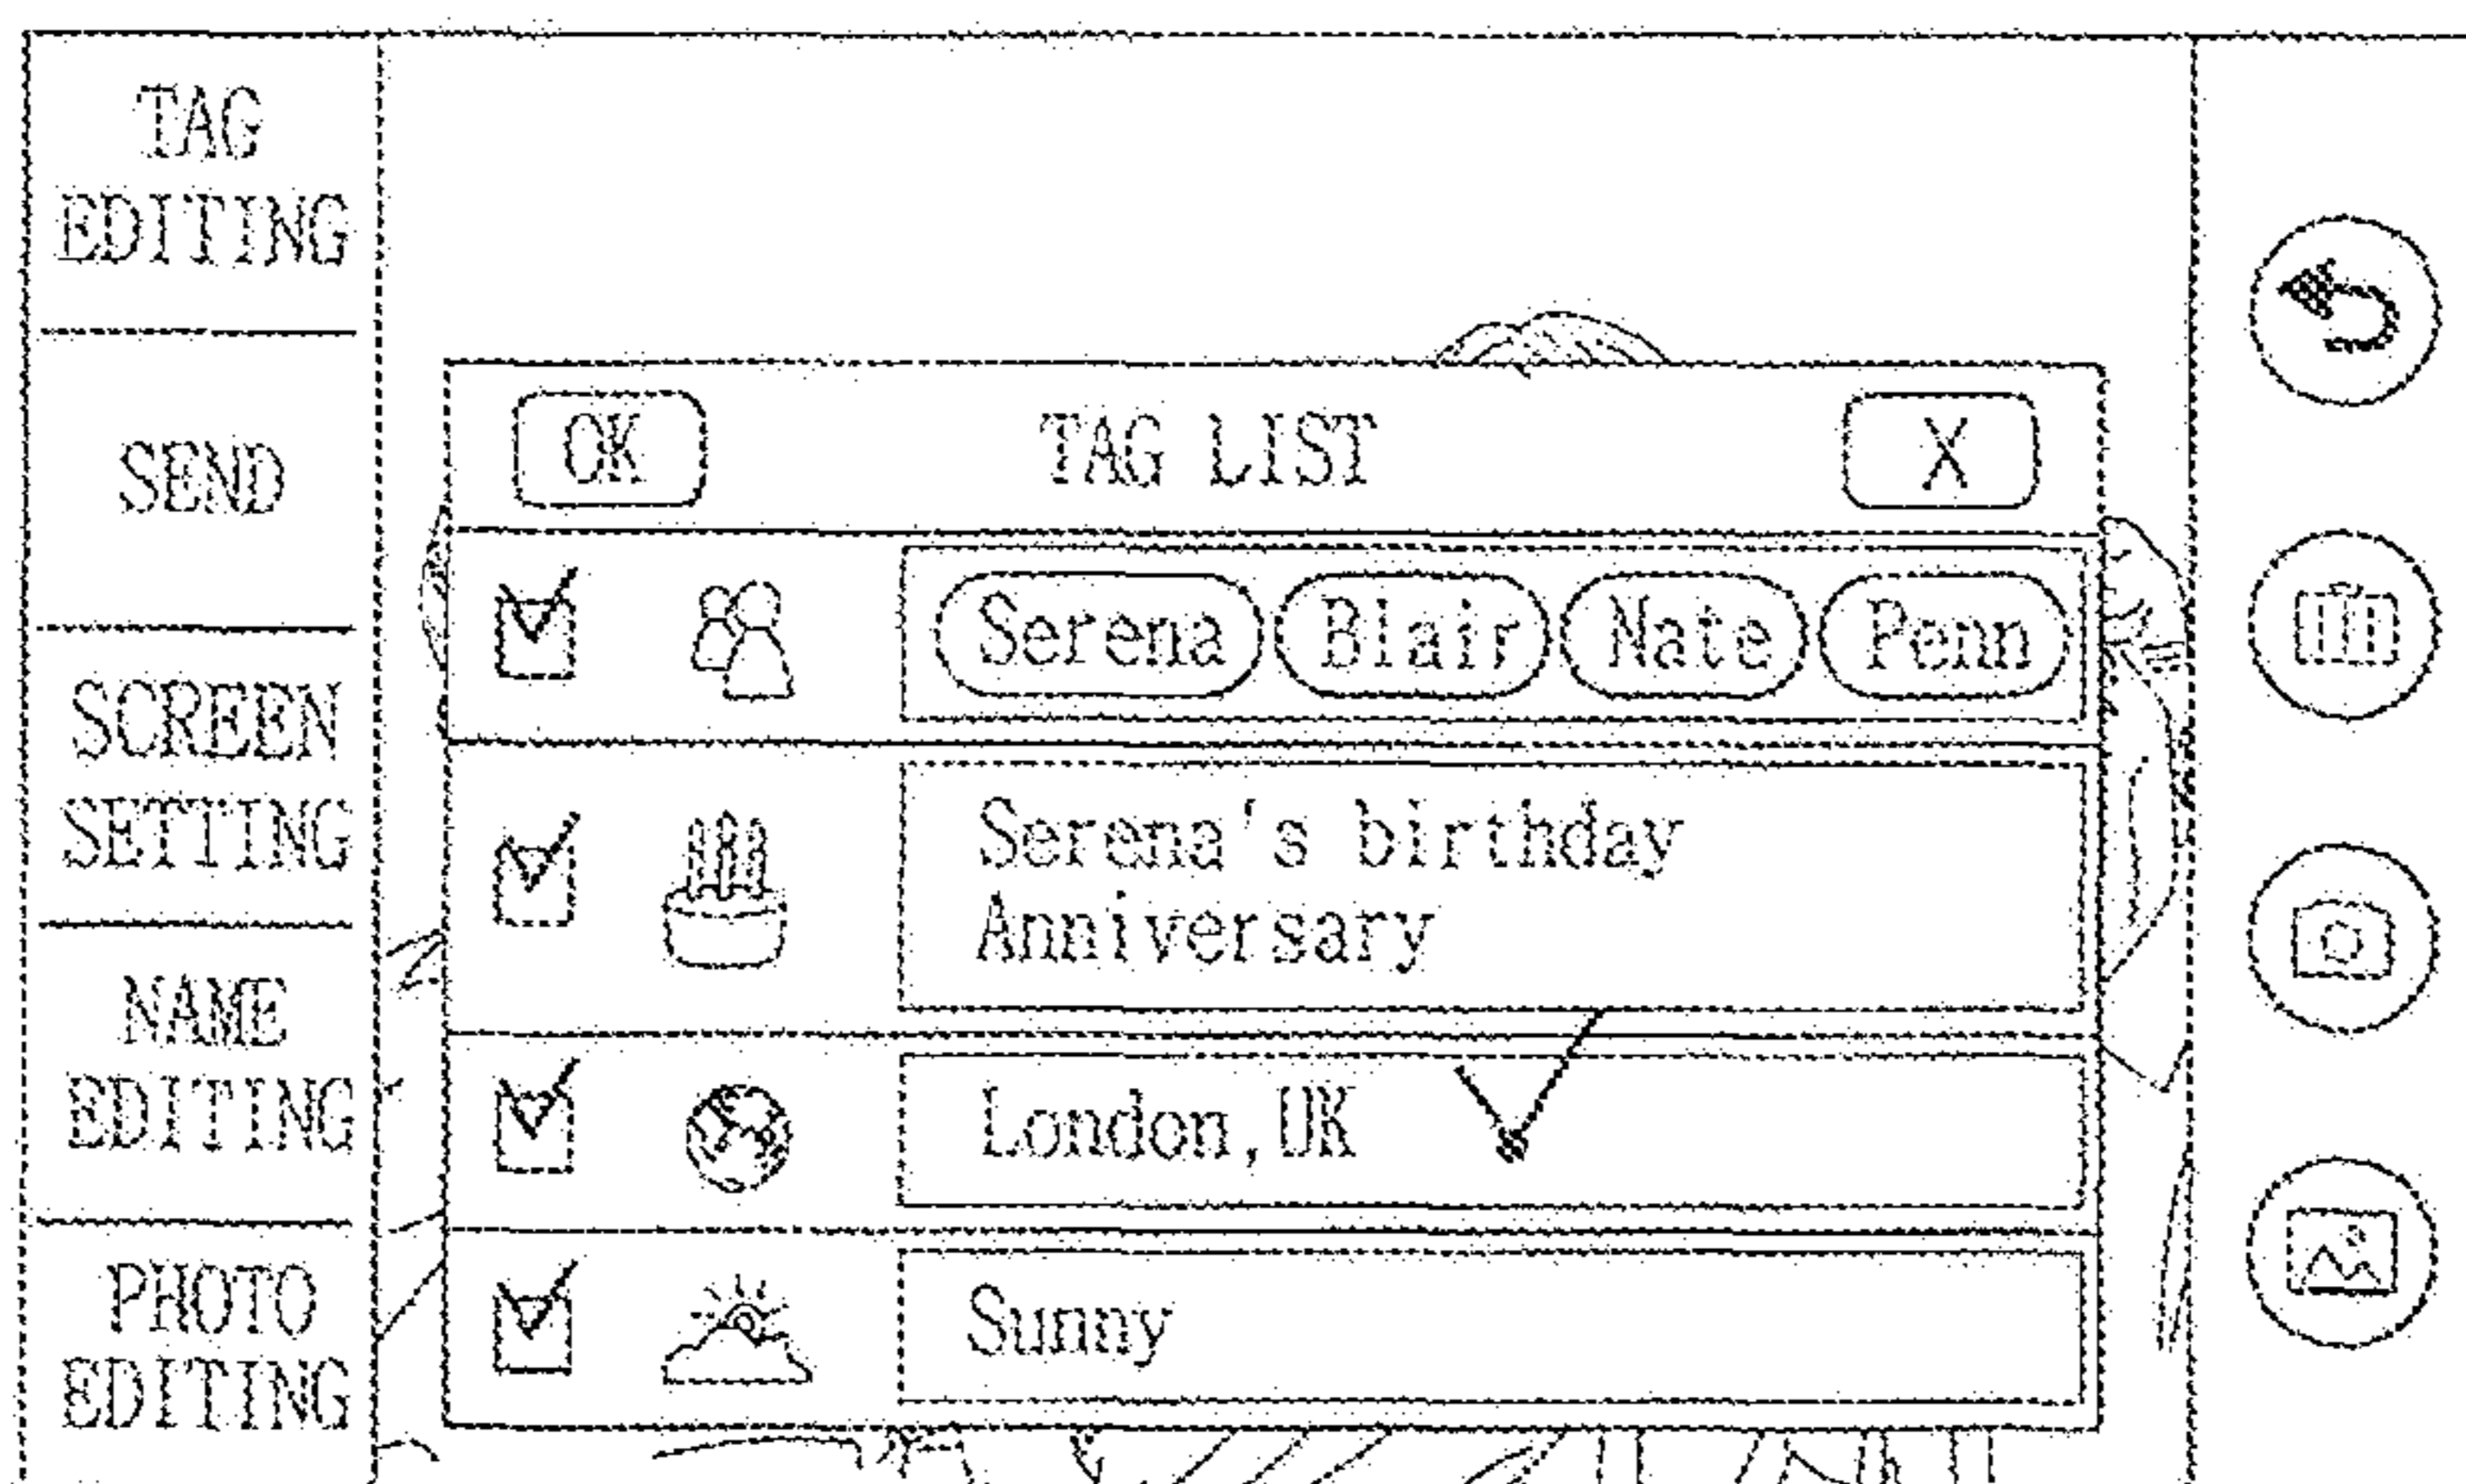 TAG
EDITING
SEND
SCREEN
SETTING
NAME
EDITING
PHOTO
EDITING
OK TAG LIST X
Serena Blair Nate Penn
Serena's birthday
Anniversary
London,UK
Sunny